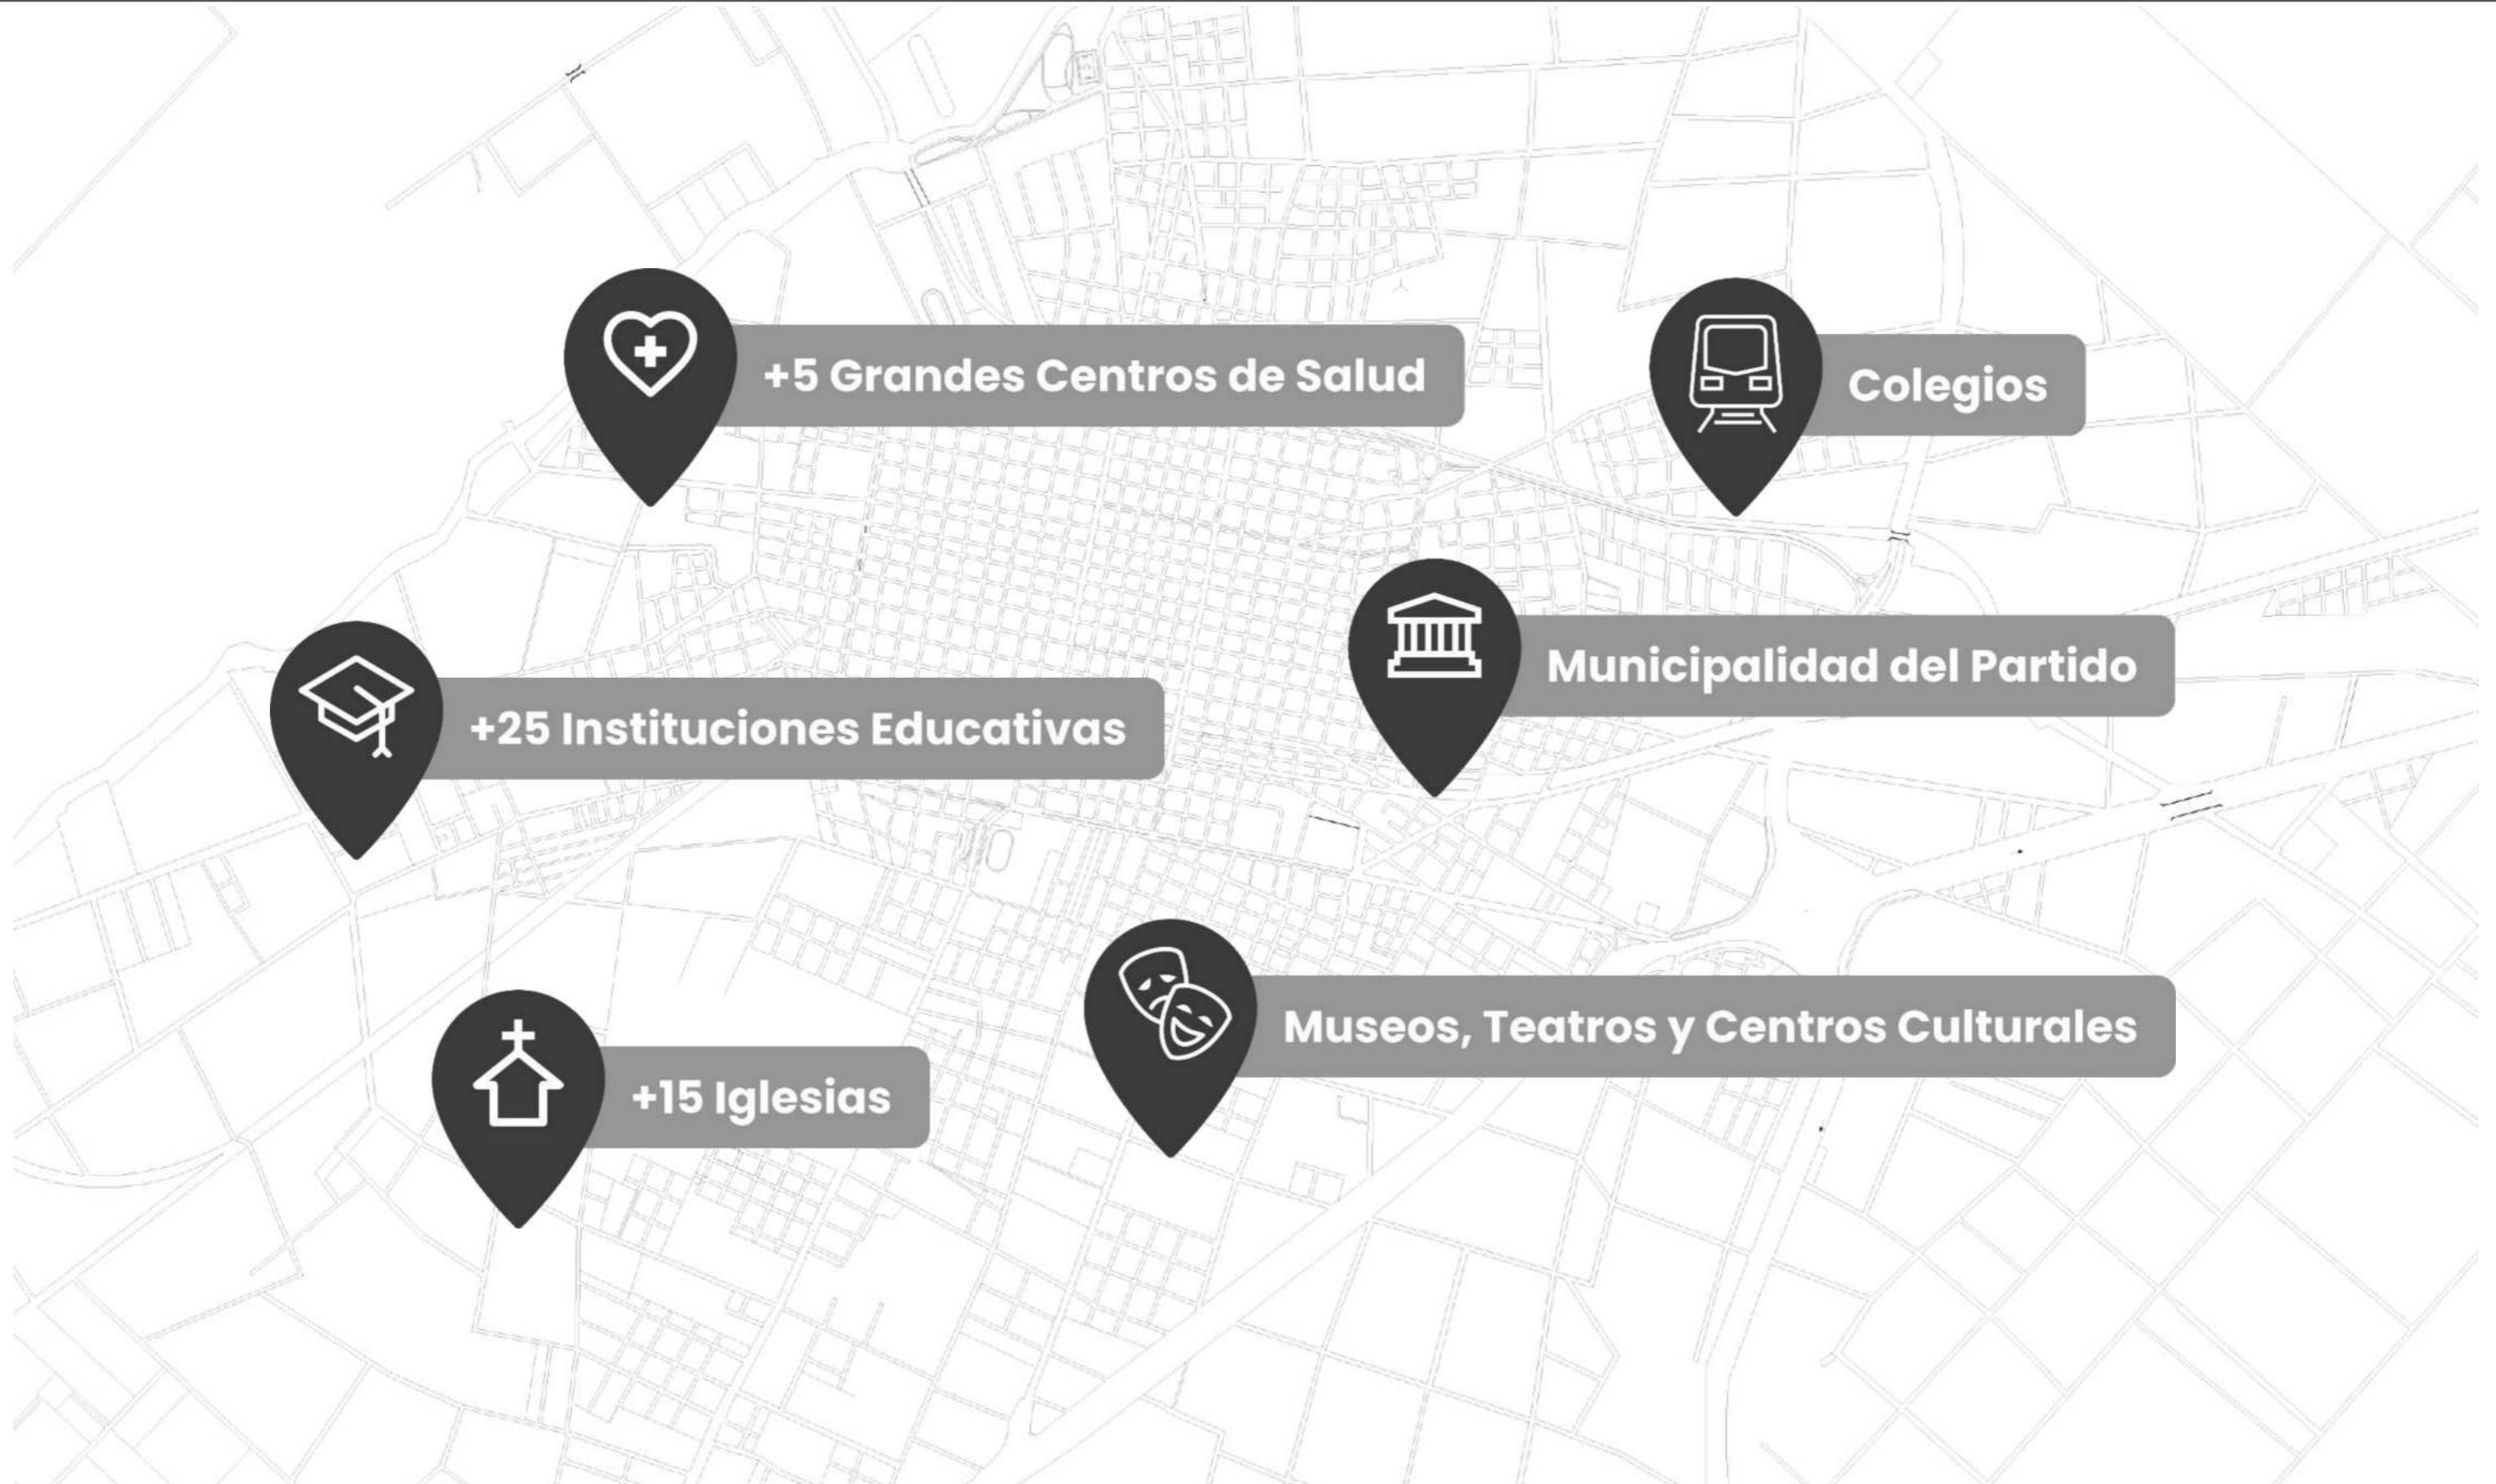 +5 Grandes Centros de Salud
Colegios
Municipalidad del Partido
+25 Instituciones Educativas
Museos, Teatros y Centros Culturales
+15 Iglesias